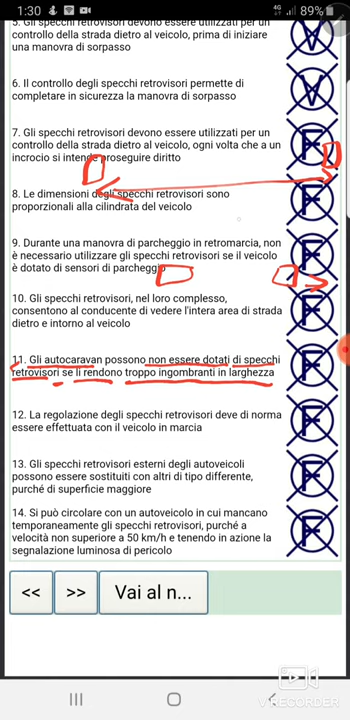 1:30
4G
89%
5. Gli specchi retrovisori devono essere utilizzati per un
controllo della strada dietro al veicolo, prima di iniziare
una manovra di sorpasso
V
6. Il controllo degli specchi retrovisori permette di
completare in sicurezza la manovra di sorpasso
V
7. Gli specchi retrovisori devono essere utilizzati per un
controllo della strada dietro al veicolo, ogni volta che a un
incrocio si intende proseguire diritto
F
8. Le dimensioni degli specchi retrovisori sono
proporzionali alla cilindrata del veicolo
F
9. Durante una manovra di parcheggio in retromarcia, non
è necessario utilizzare gli specchi retrovisori se il veicolo
è dotato di sensori di parcheggio
F
10. Gli specchi retrovisori, nel loro complesso,
consentono al conducente di vedere l'intera area di strada
dietro e intorno al veicolo
F
11. Gli autocaravan possono non essere dotati di specchi
retrovisori se li rendono troppo ingombranti in larghezza
F
12. La regolazione degli specchi retrovisori deve di norma
essere effettuata con il veicolo in marcia
F
13. Gli specchi retrovisori esterni degli autoveicoli
possono essere sostituiti con altri di tipo differente,
purché di superficie maggiore
F
14. Si può circolare con un autoveicolo in cui mancano
temporaneamente gli specchi retrovisori, purché a
velocità non superiore a 50 km/h e tenendo in azione la
segnalazione luminosa di pericolo
F
<< >> Vai al n...
VRECORDER